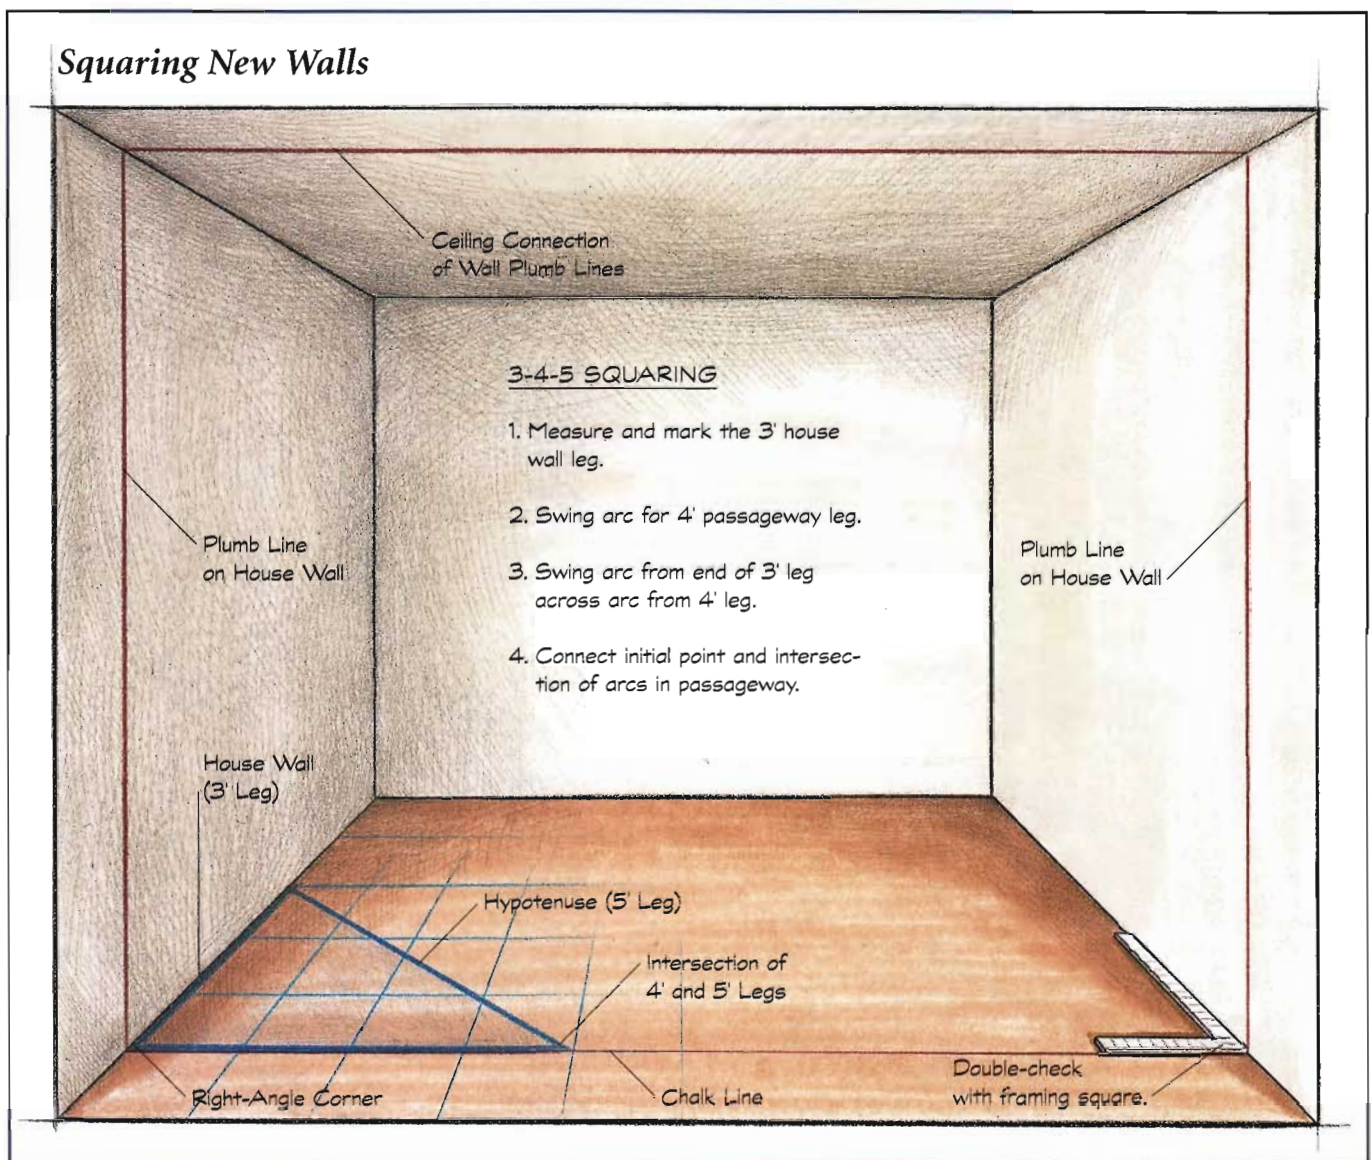 Squaring New Walls
Ceiling Connection
of Wall Plumb Lines
3-4-5 SQUARING
1. Measure and mark the 3' house
wall leg.
2. Swing arc for 4' passageway leg.
3. Swing arc from end of 3' leg
across arc from 4' leg.
4. Connect initial point and intersec-
tion of arcs in passageway.
Plumb Line
on House Wall
Plumb Line
on House Wall
House Wall
(3' Leg)
Hypotenuse (5' Leg)
Intersection of
4' and 5' Legs
Right-Angle Corner
Chalk Line
Double-check
with framing square.